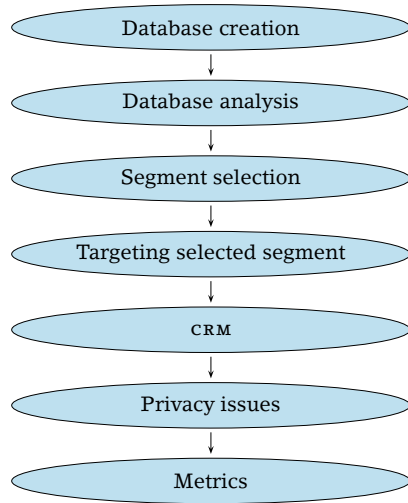 Database creation
Database analysis
Segment selection
Targeting selected segment
CRM
Privacy issues
Metrics